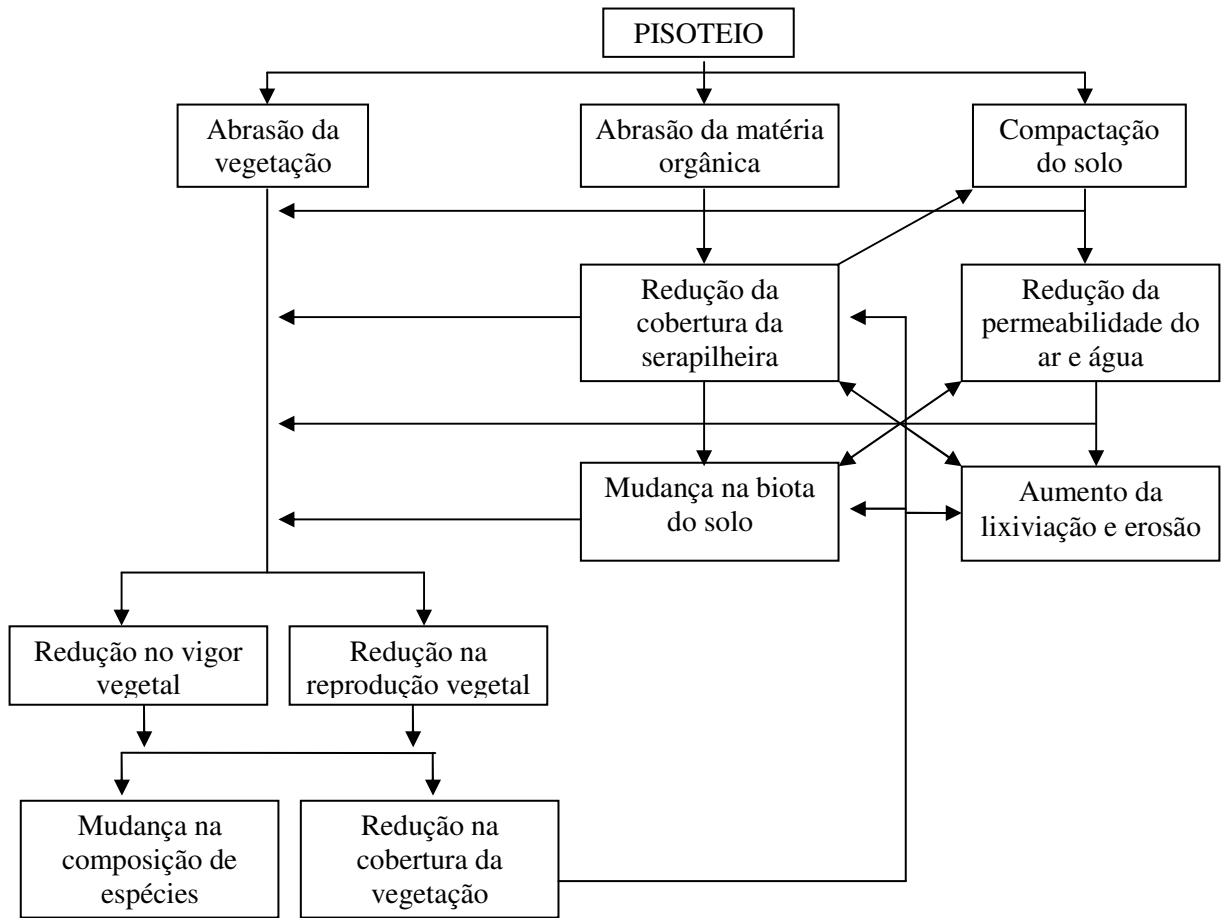 PISOTEIO
Abrasão da
vegetação
Abrasão da matéria
orgânica
Compactação
do solo
Redução da
cobertura da
serapilheira
Redução da
permeabilidade do
ar e água
Mudança na biota
do solo
Aumento da
lixiviação e erosão
Redução no vigor
vegetal
Redução na
reprodução vegetal
Mudança na
composição de
espécies
Redução na
cobertura da
vegetação